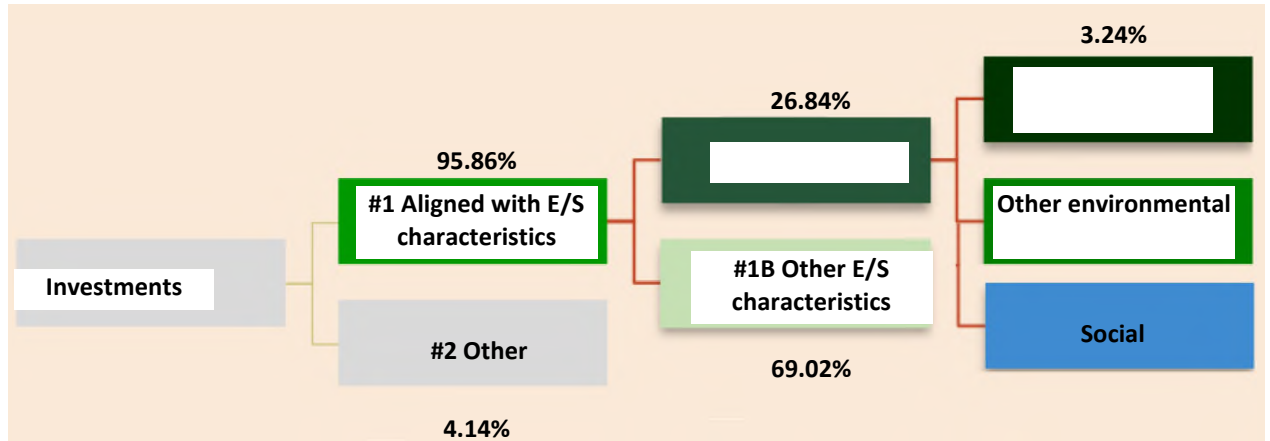 3.24%
26.84%
95.86%
#1 Aligned with E/S
characteristics
Other environmental
Investments
#1B Other E/S
characteristics
#2 Other
Social
69.02%
4.14%